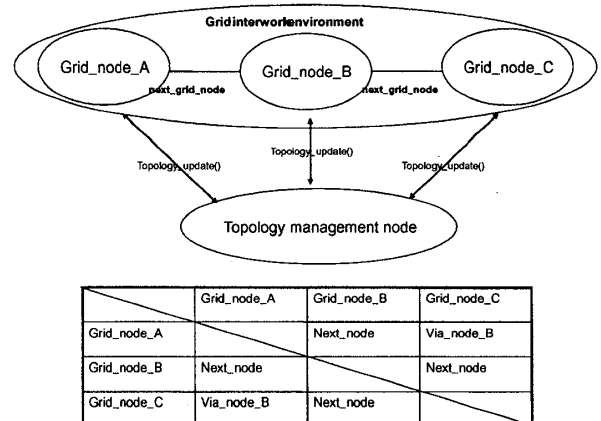 Gridinterworkenvironment
Grid_node_A
Grid_node_B
Grid_node_C
next_grid_node
next_grid_node
Topology_update()
Topology_update()
Topology_update()
Topology management node
Grid_node_A Grid_node_B Grid_node_C
Grid_node_A Next_node Via_node_B
Grid_node_B Next_node Next_node
Grid_node_C Via_node_B Next_node